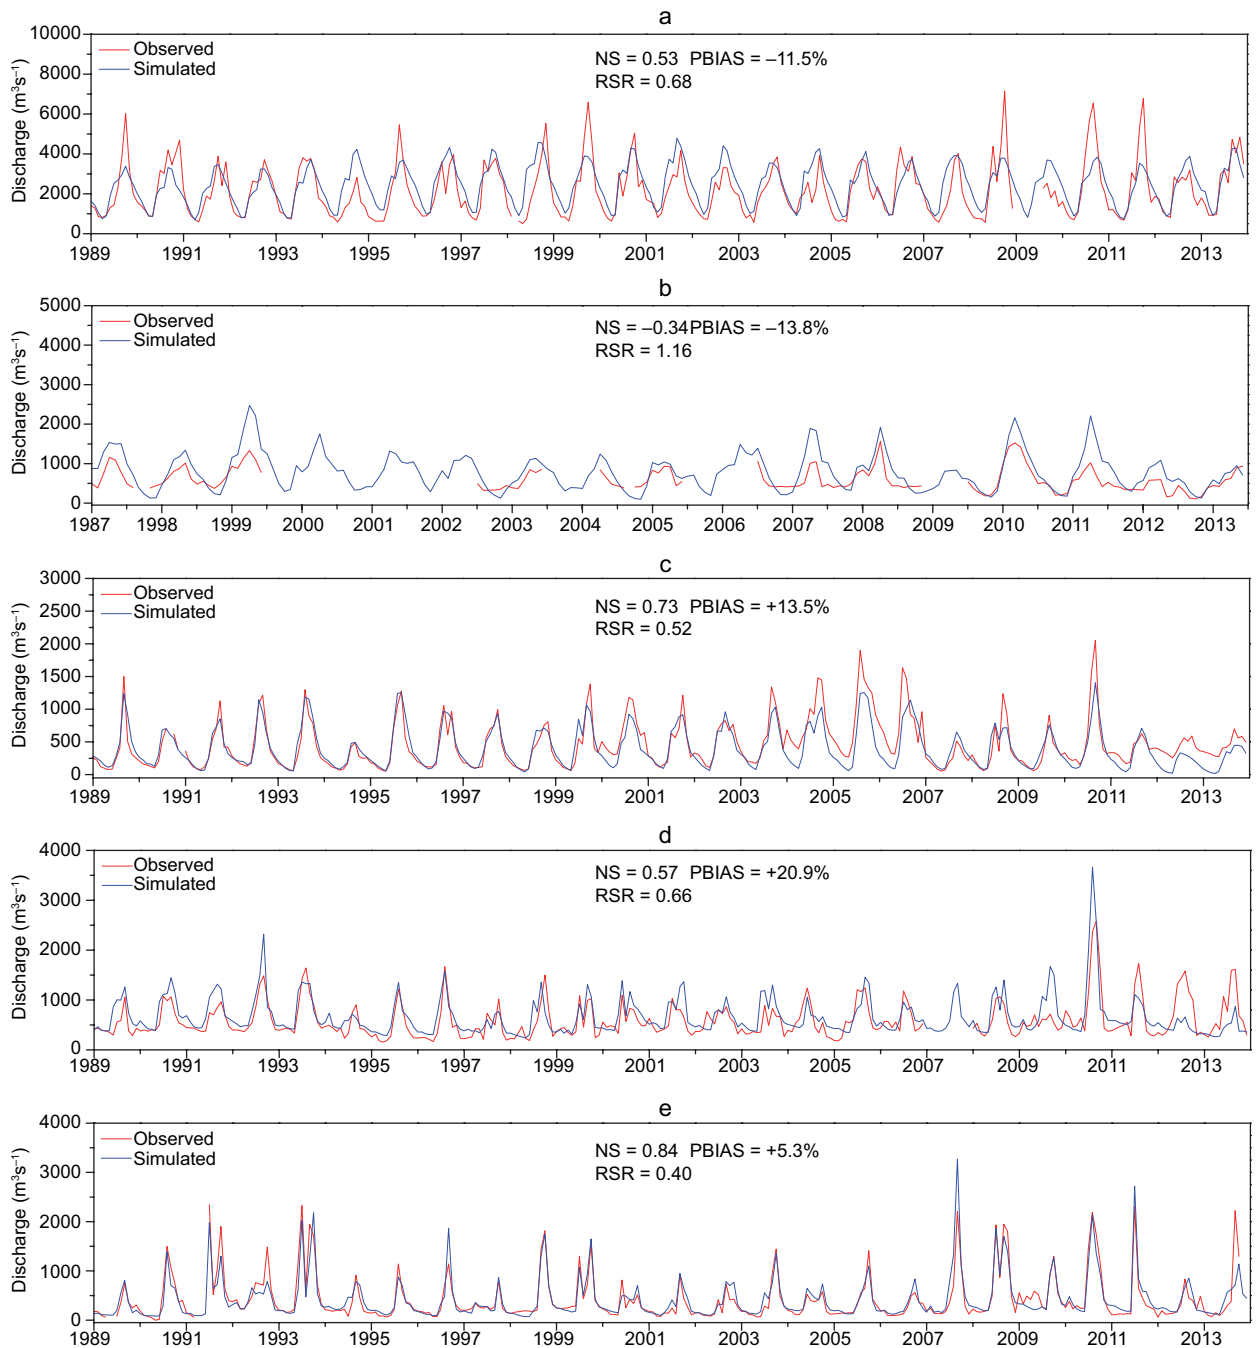 a
10000
8000
6000
4000
2000
0
Discharge (m³s⁻¹)
Observed
Simulated
NS = 0.53 PBIAS = –11.5%
RSR = 0.68
1989 1991 1993 1995 1997 1999 2001 2003 2005 2007 2009 2011 2013
b
5000
4000
3000
2000
1000
0
Discharge (m³s⁻¹)
Observed
Simulated
NS = –0.34PBIAS = –13.8%
RSR = 1.16
1987 1998 1999 2000 2001 2002 2003 2004 2005 2006 2007 2008 2009 2010 2011 2012 2013
c
3000
2500
2000
1500
1000
500
0
Discharge (m³s⁻¹)
Observed
Simulated
NS = 0.73 PBIAS = +13.5%
RSR = 0.52
1989 1991 1993 1995 1997 1999 2001 2003 2005 2007 2009 2011 2013
d
4000
3000
2000
1000
0
Discharge (m³s⁻¹)
Observed
Simulated
NS = 0.57 PBIAS = +20.9%
RSR = 0.66
1989 1991 1993 1995 1997 1999 2001 2003 2005 2007 2009 2011 2013
e
4000
3000
2000
1000
0
Discharge (m³s⁻¹)
Observed
Simulated
NS = 0.84 PBIAS = +5.3%
RSR = 0.40
1989 1991 1993 1995 1997 1999 2001 2003 2005 2007 2009 2011 2013